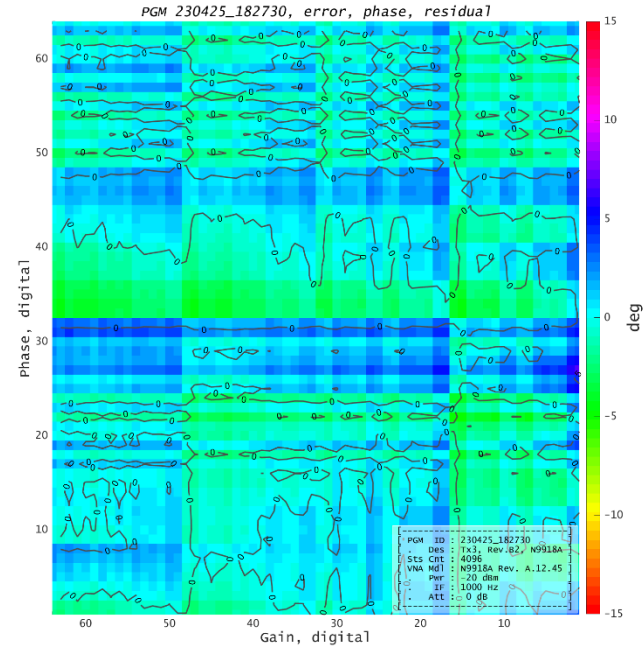 PGM 230425_182730, error, phase, residual
60
50
40
30
20
10
Phase, digital
60 50 40 30 20 10
Gain, digital
15
10
5
0
-5
-10
-15
deg
PGM ID : 230425_182730
. Des : Tx3, Rev.B2, N9918A
Sts Cnt : 4096
VNA Mdl : N9918A Rev. A.12.45
. Pwr : -20 dBm
. IF : 1000 Hz
. Att : 0 dB